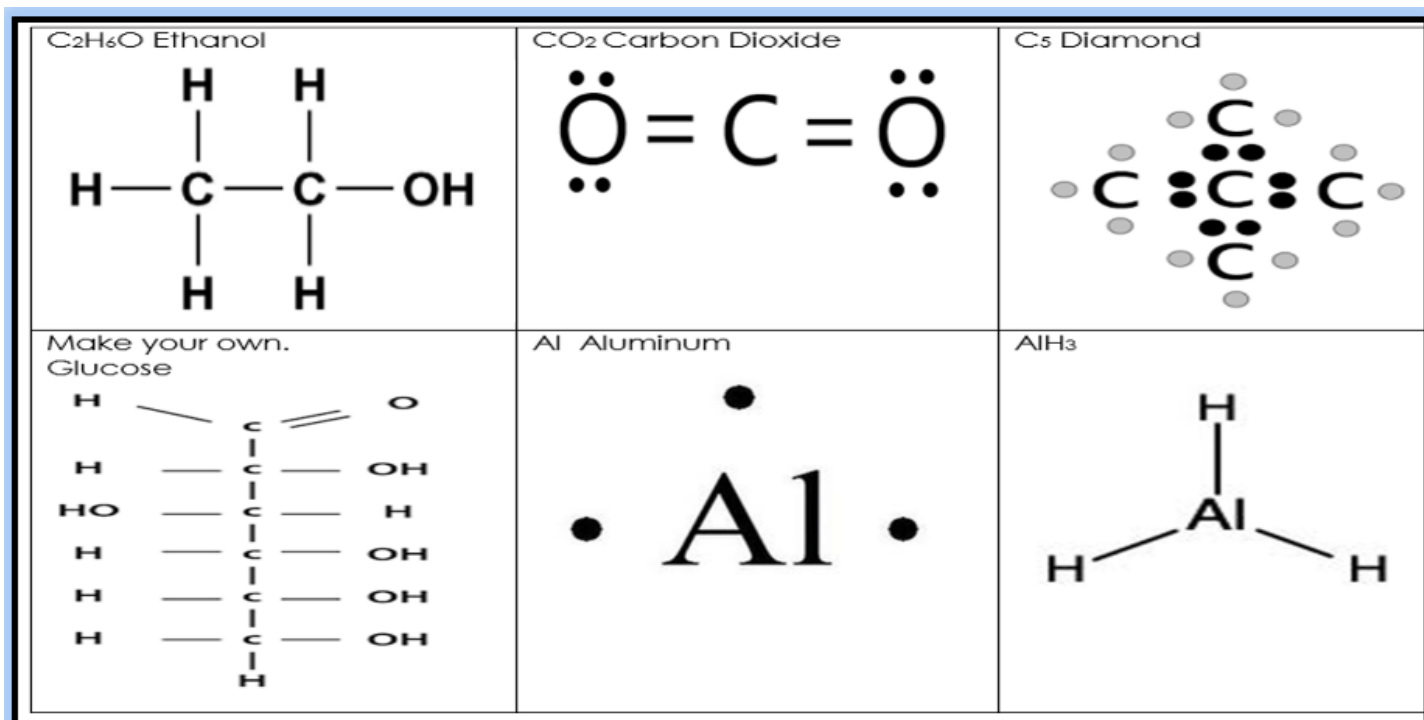 C₂H₆O Ethanol
H H
H C C OH
H H
CO₂ Carbon Dioxide
O = C = O
C₅ Diamond
C
C C C
C
Make your own.
Glucose
H O
C
H C OH
HO C H
H C OH
H C OH
H C OH
H
Al Aluminum
Al
AlH₃
H
Al
H H